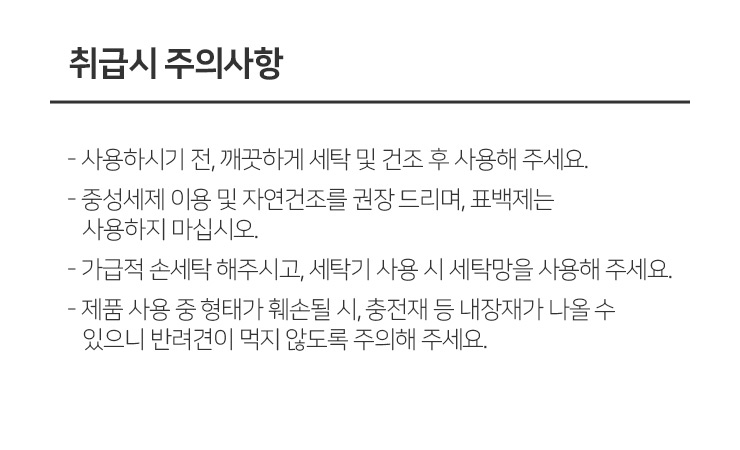 취급시 주의사항
- 사용하시기 전, 깨끗하게 세탁 및 건조 후 사용해 주세요.
- 중성세제 이용 및 자연건조를 권장 드리며, 표백제는
사용하지 마십시오.
- 가급적 손세탁 해주시고, 세탁기 사용 시 세탁망을 사용해 주세요.
- 제품 사용 중 형태가 훼손될 시, 충전재 등 내장재가 나올 수
있으니 반려견이 먹지 않도록 주의해 주세요.